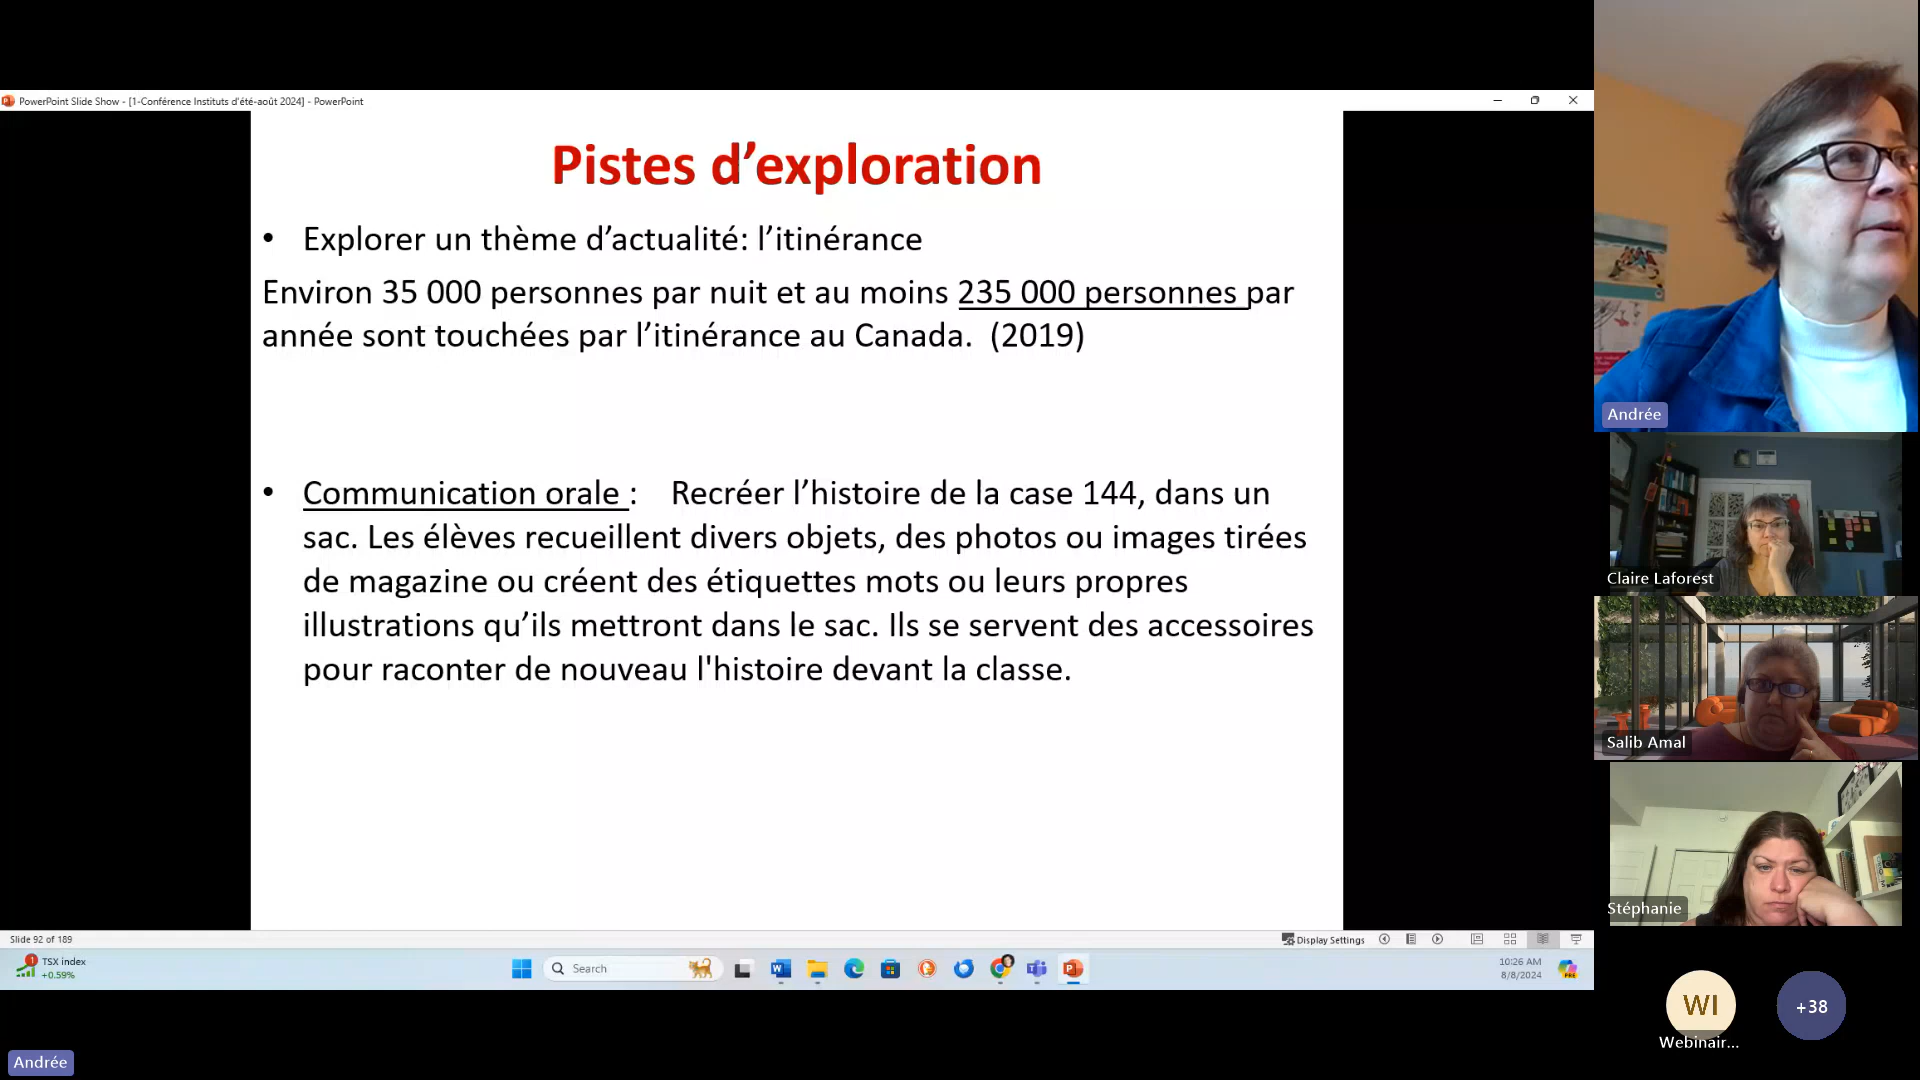 PowerPoint Slide Show - [1-Conférence Instituts d'été-août 2024] - PowerPoint
Pistes d’exploration
• Explorer un thème d’actualité: l’itinérance
Environ 35 000 personnes par nuit et au moins 235 000 personnes par
année sont touchées par l’itinérance au Canada. (2019)
• Communication orale : Recréer l’histoire de la case 144, dans un
sac. Les élèves recueillent divers objets, des photos ou images tirées
de magazine ou créent des étiquettes mots ou leurs propres
illustrations qu’ils mettront dans le sac. Ils se servent des accessoires
pour raconter de nouveau l'histoire devant la classe.
Slide 92 of 189
Display Settings
1
TSX index
+0.59%
Search
10:26 AM
8/8/2024
Andrée
Andrée
Claire Laforest
Salib Amal
Stéphanie
WI
Webinair...
+38